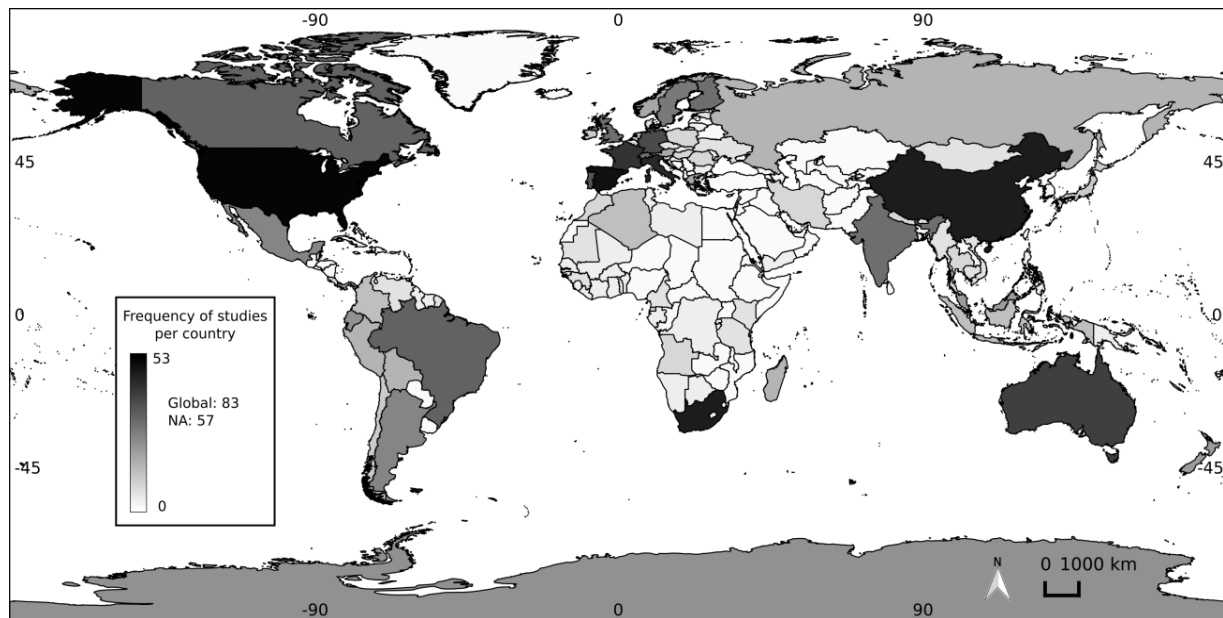 -90 0 90
45 45
0 0
Frequency of studies
per country
53
Global: 83
NA: 57
0
-45 -45
N
0 1000 km
-90 0 90